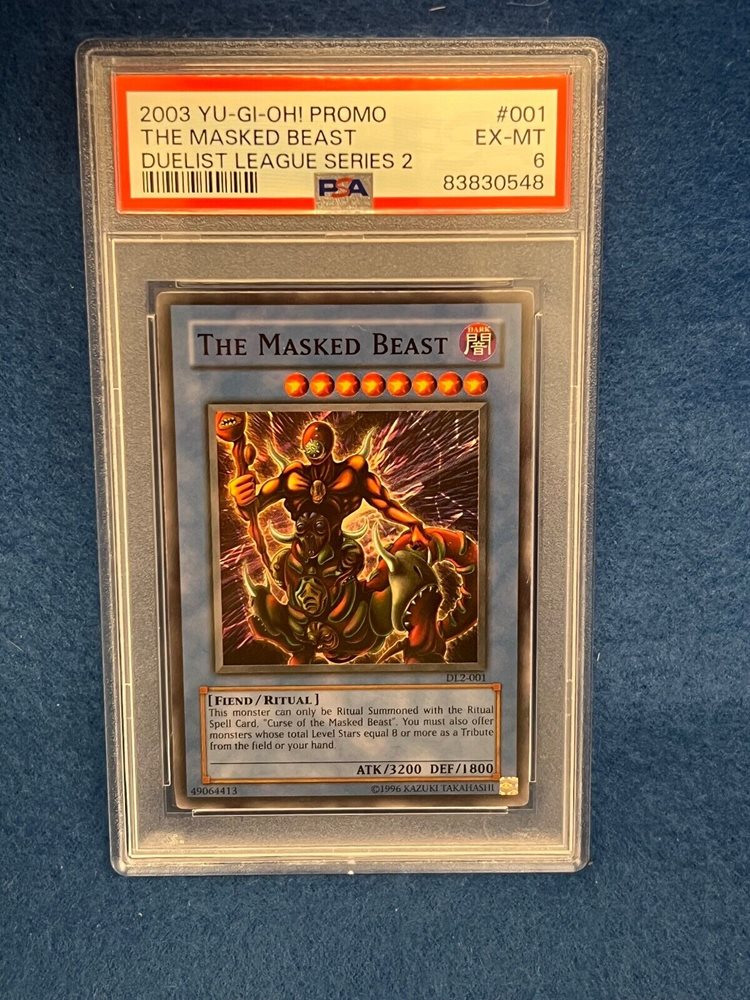 2003 YU-GI-OH! PROMO #001
THE MASKED BEAST EX-MT
DUELIST LEAGUE SERIES 2 6
PSA 83830548
THE MASKED BEAST
DARK
闇
DL2-001
[FIEND/RITUAL]
This monster can only be Ritual Summoned with the Ritual
Spell Card, "Curse of the Masked Beast". You must also offer
monsters whose total Level Stars equal 8 or more as a Tribute
from the field or your hand.
ATK/3200 DEF/1800
49064413 ©1996 KAZUKI TAKAHASHI